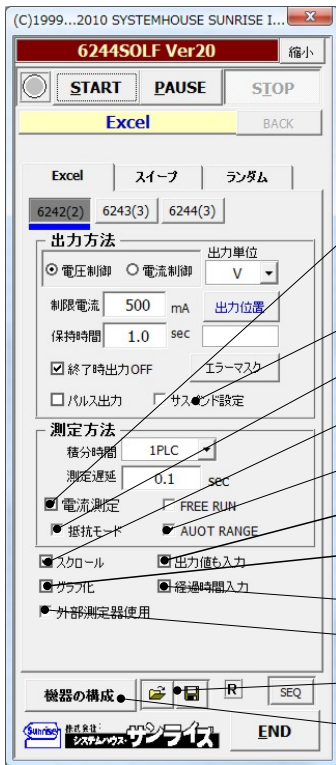 (C)1999...2010 SYSTEMHOUSE SUNRISE I...
6244SOLF Ver20 縮小
START PAUSE STOP
Excel BACK
Excel スイープ ランダム
6242(2) 6243(3) 6244(3)
出力方法
出力単位
電圧制御 電流制御 V
制限電流 500 mA 出力位置
保持時間 1.0 sec
終了時出力OFF エラーマスク
パルス出力 サスペンド設定
測定方法
積分時間 1PLC
測定遅延 0.1 sec
電流測定 FREE RUN
抵抗モード AUOT RANGE
スクロール 出力値も入力
グラフ化 経過時間入力
外部測定器使用
機器の構成 R SEQ
Sunrise 株式会社 システムハウス サンライズ END